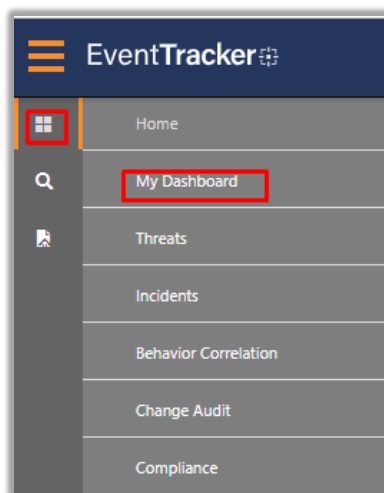 EventTracker
Home
My Dashboard
Threats
Incidents
Behavior Correlation
Change Audit
Compliance